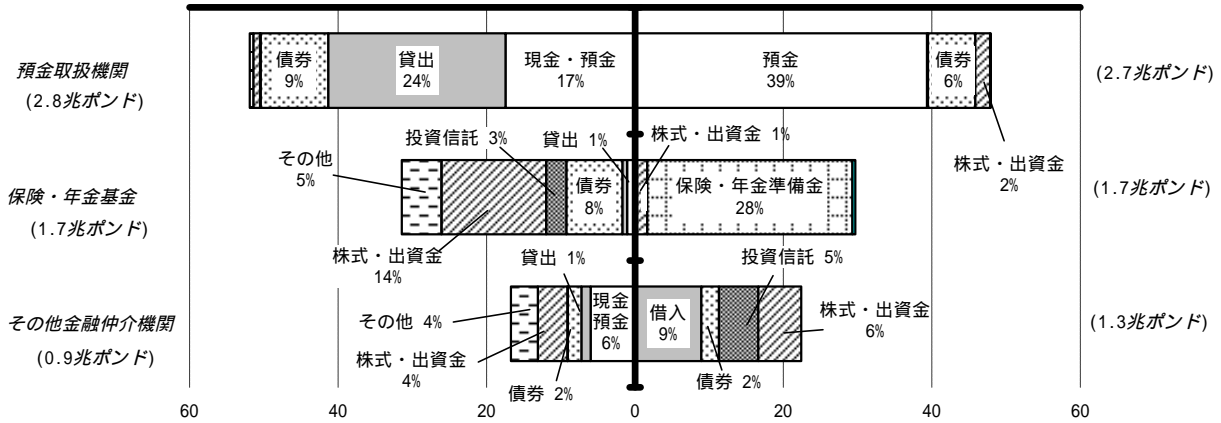 預金取扱機関
(2.8兆ポンド)
債券
9%
貸出
24%
現金・預金
17%
預金
39%
債券
6%
株式・出資金
2%
(2.7兆ポンド)
保険・年金基金
(1.7兆ポンド)
その他
5%
株式・出資金
14%
投資信託 3%
債券
8%
貸出 1%
株式・出資金 1%
保険・年金準備金
28%
(1.7兆ポンド)
その他金融仲介機関
(0.9兆ポンド)
その他 4%
株式・出資金
4%
債券 2%
貸出 1%
現金
預金
6%
借入
9%
債券 2%
投資信託 5%
株式・出資金
6%
(1.3兆ポンド)
60 40 20 0 20 40 60